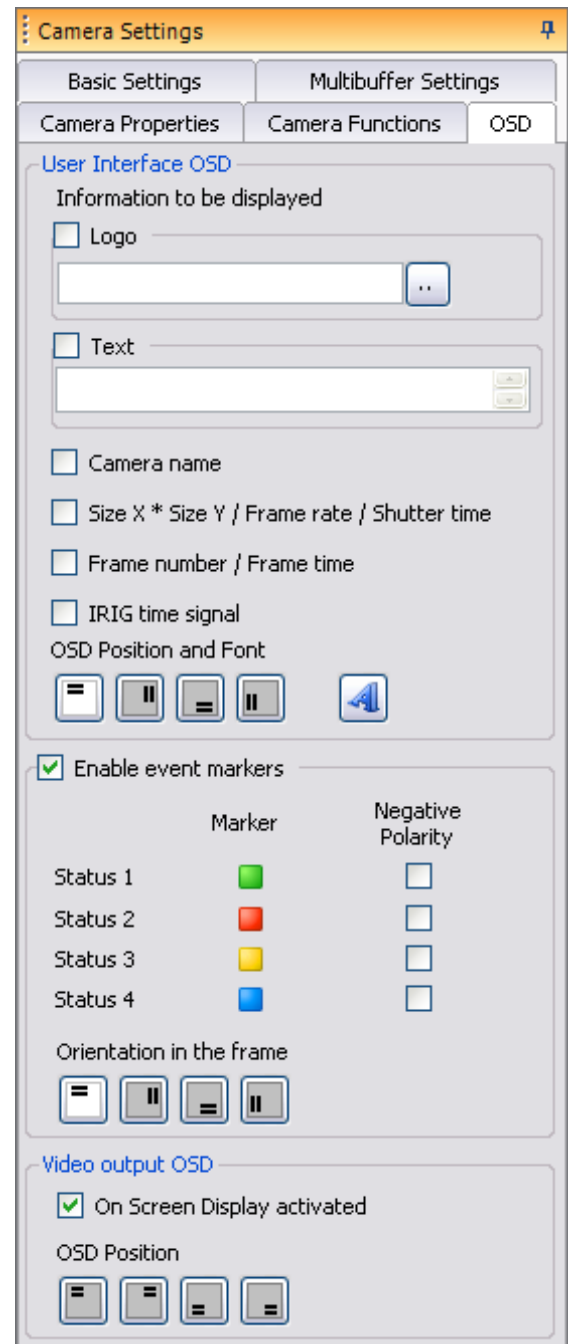 Camera Settings
Basic Settings
Multibuffer Settings
Camera Properties
Camera Functions
OSD
User Interface OSD
Information to be displayed
Logo
..
Text
Camera name
Size X * Size Y / Frame rate / Shutter time
Frame number / Frame time
IRIG time signal
OSD Position and Font
A
Enable event markers
Marker
Negative
Polarity
Status 1
Status 2
Status 3
Status 4
Orientation in the frame
Video output OSD
On Screen Display activated
OSD Position